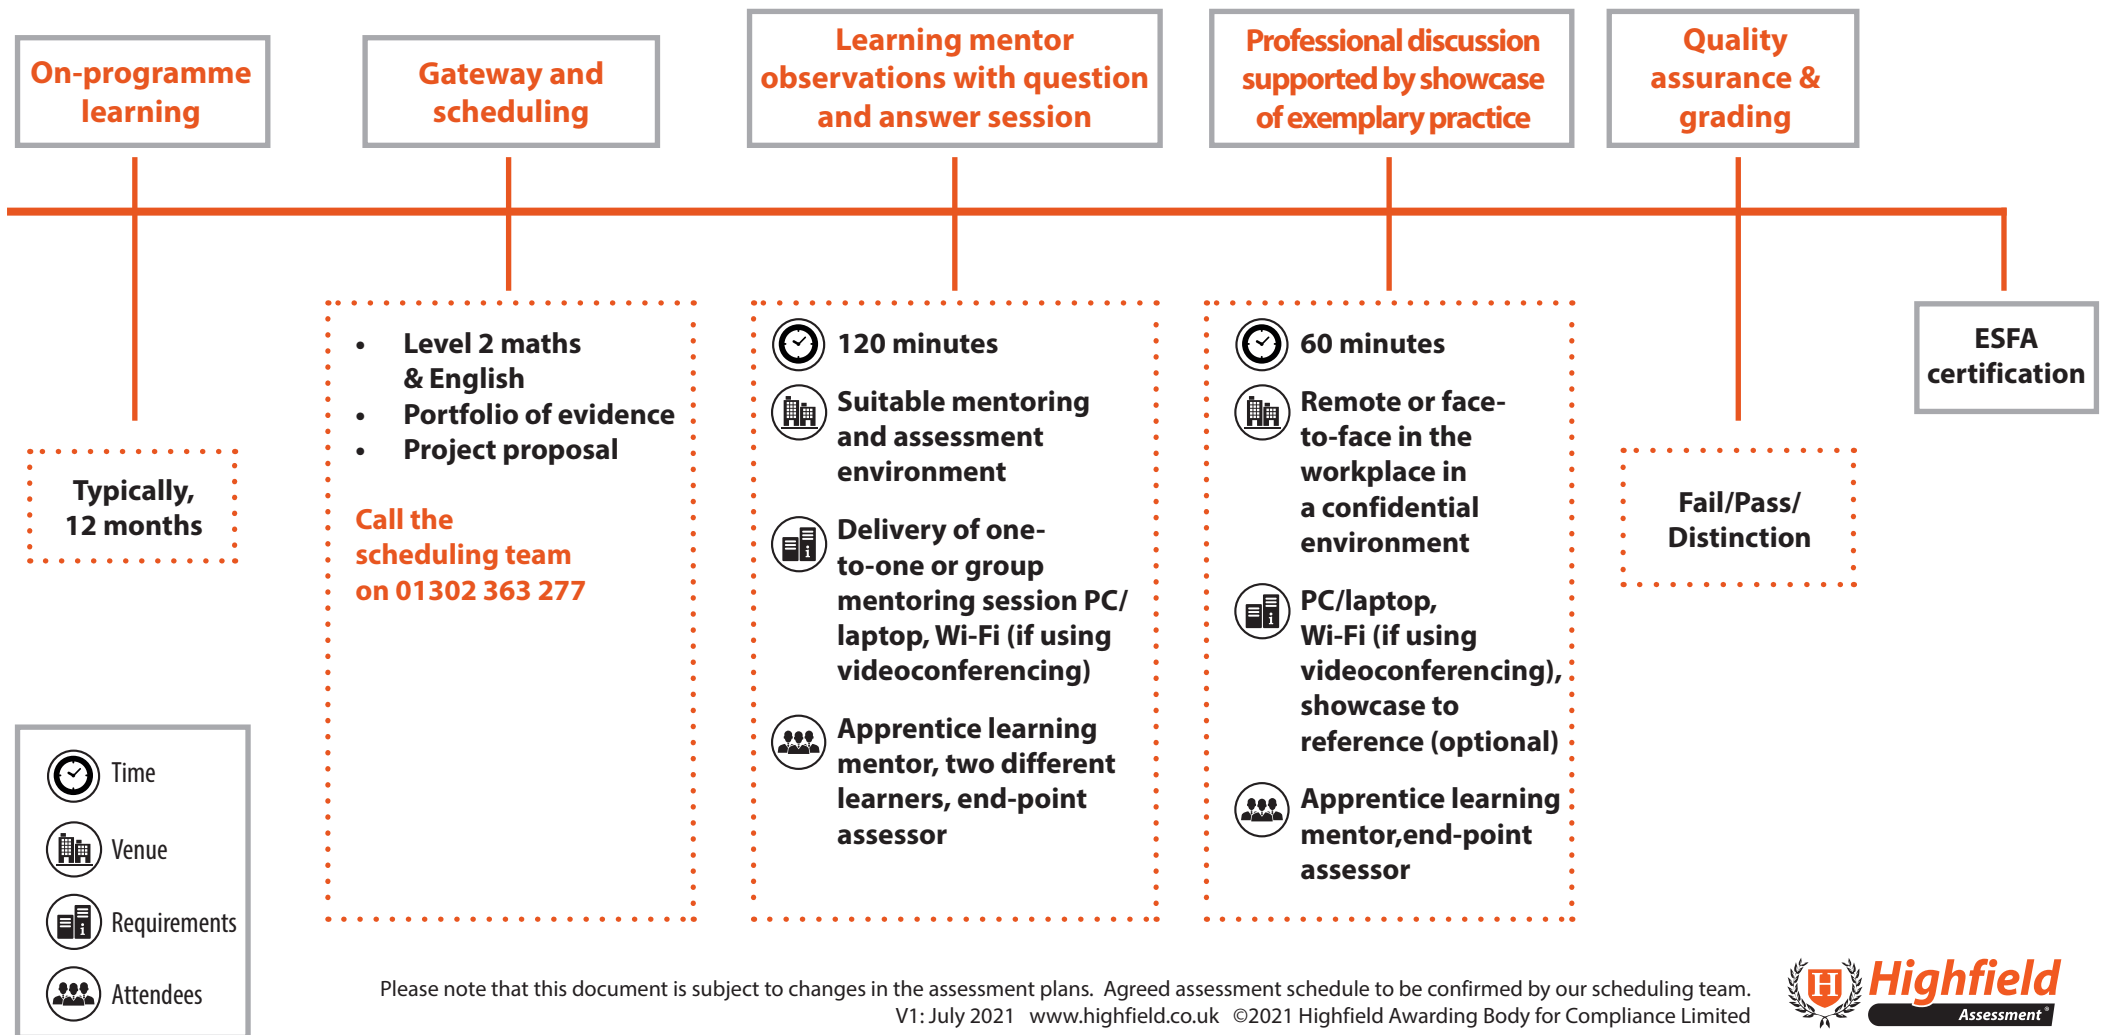 On-programme
learning
Gateway and
scheduling
Learning mentor
observations with question
and answer session
Professional discussion
supported by showcase
of exemplary practice
Quality
assurance &
grading
Typically,
12 months
• Level 2 maths
& English
• Portfolio of evidence
• Project proposal
Call the
scheduling team
on 01302 363 277
120 minutes
Suitable mentoring
and assessment
environment
Delivery of one-
to-one or group
mentoring session PC/
laptop, Wi-Fi (if using
videoconferencing)
Apprentice learning
mentor, two different
learners, end-point
assessor
60 minutes
Remote or face-
to-face in the
workplace in
a confidential
environment
PC/laptop,
Wi-Fi (if using
videoconferencing),
showcase to
reference (optional)
Apprentice learning
mentor,end-point
assessor
Fail/Pass/
Distinction
ESFA
certification
Time
Venue
Requirements
Attendees
Please note that this document is subject to changes in the assessment plans. Agreed assessment schedule to be confirmed by our scheduling team.
V1: July 2021 www.highfield.co.uk ©2021 Highfield Awarding Body for Compliance Limited
H
Highfield
Assessment®